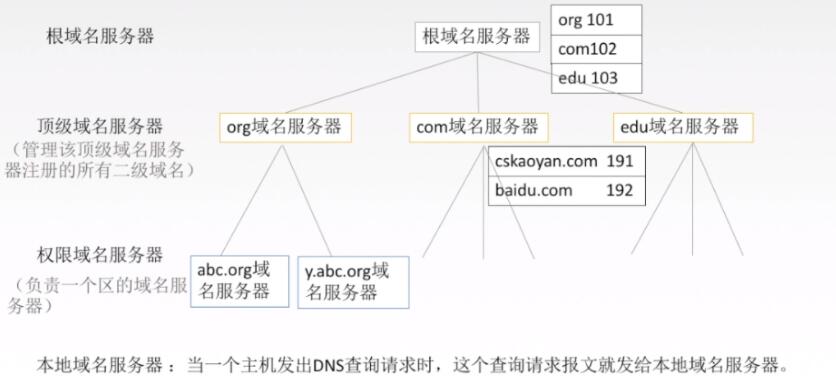 根域名服务器
根域名服务器
org 101
com102
edu 103
顶级域名服务器
（管理该顶级域名服务
器注册的所有二级域名）
org域名服务器
com域名服务器
edu域名服务器
cskaoyan.com 191
baidu.com 192
权限域名服务器
（负责一个区的域名服
务器）
abc.org域
名服务器
y.abc.org域
名服务器
本地域名服务器 ：当一个主机发出DNS查询请求时，这个查询请求报文就发给本地域名服务器。